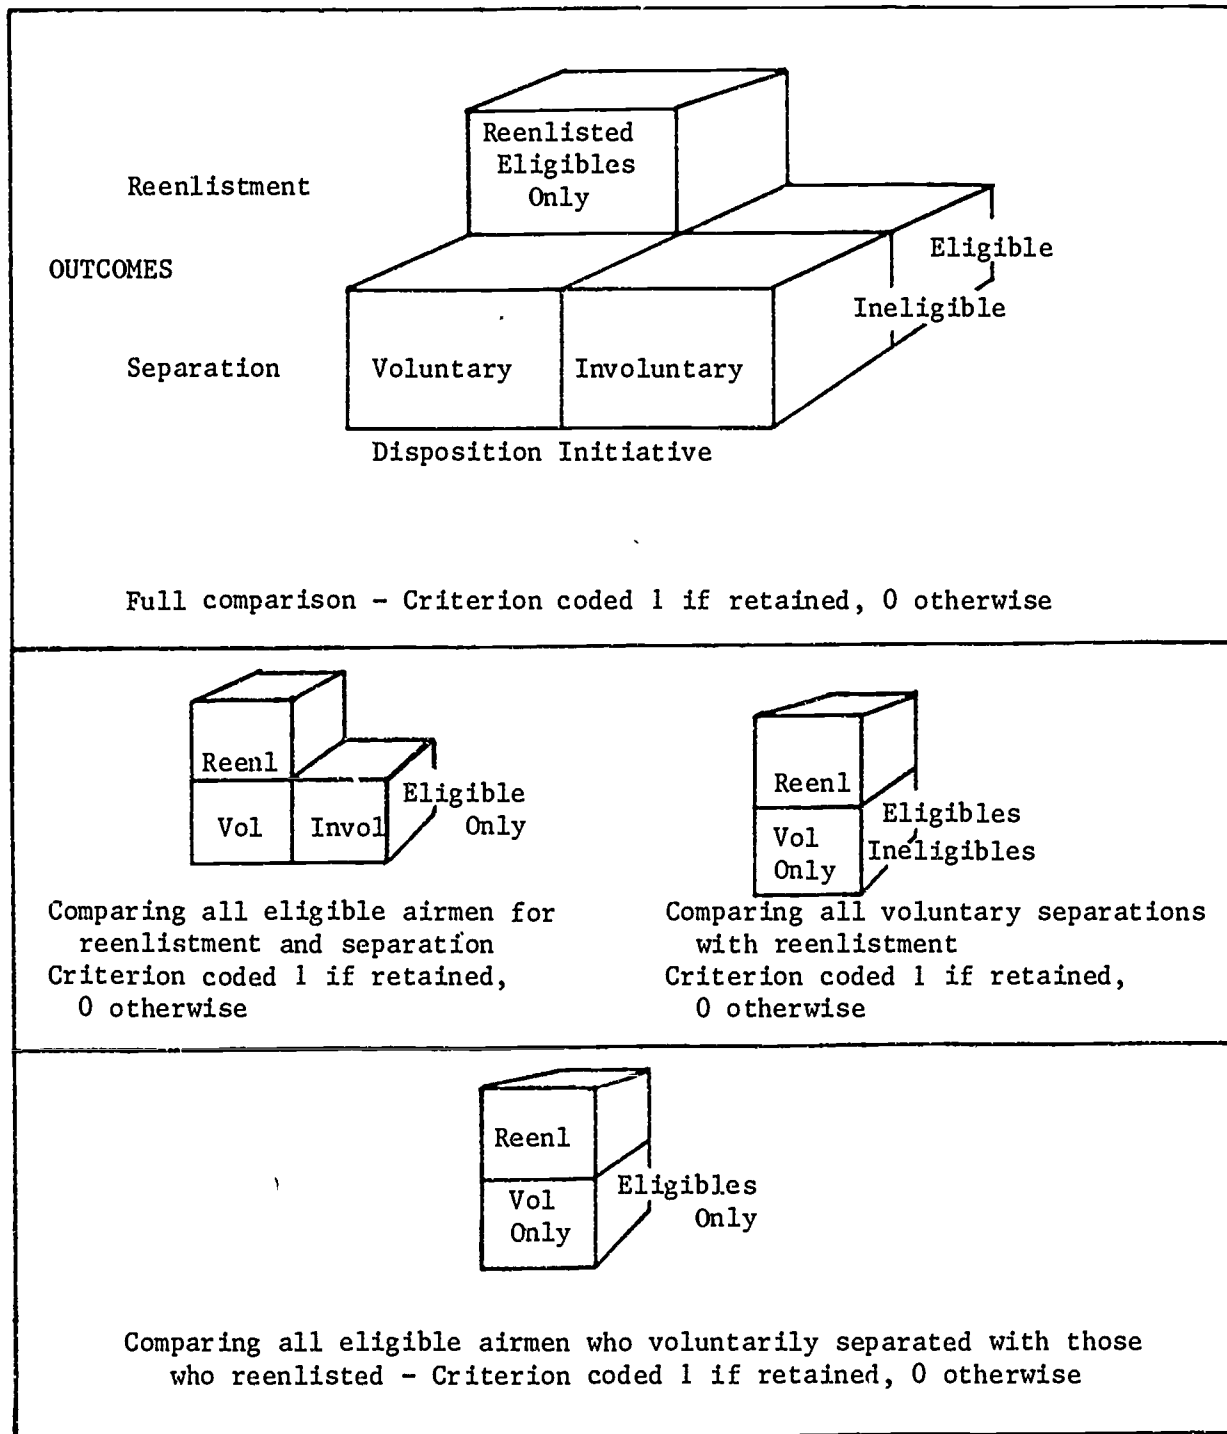 Reenlisted
Eligibles
Only
Reenlistment
Eligible
OUTCOMES
Ineligible
Separation
Voluntary
Involuntary
Disposition Initiative
Full comparison - Criterion coded 1 if retained, 0 otherwise
Reenl
Vol
Invol
Eligible
Only
Comparing all eligible airmen for
reenlistment and separation
Criterion coded 1 if retained,
0 otherwise
Reenl
Vol
Only
Eligibles
Ineligibles
Comparing all voluntary separations
with reenlistment
Criterion coded 1 if retained,
0 otherwise
Reenl
Vol
Only
Eligibles
Only
Comparing all eligible airmen who voluntarily separated with those
who reenlisted - Criterion coded 1 if retained, 0 otherwise